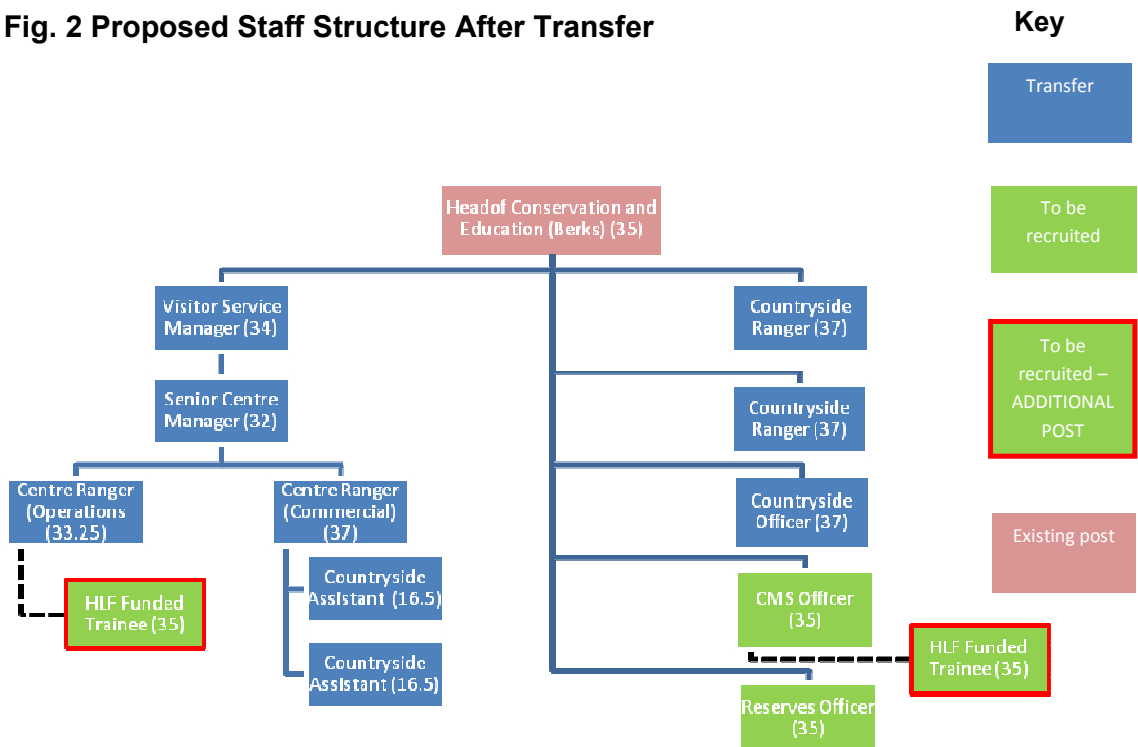 Fig. 2 Proposed Staff Structure After Transfer
Key
Transfer
To be
recruited
To be
recruited –
ADDITIONAL
POST
Existing post
Headof Conservation and
Education (Berks) (35)
Visitor Service
Manager (34)
Senior Centre
Manager (32)
Centre Ranger
(Operations
(33.25)
HLF Funded
Trainee (35)
Centre Ranger
(Commercial)
(37)
Countryside
Assistant (16.5)
Countryside
Assistant (16.5)
Countryside
Ranger (37)
Countryside
Ranger (37)
Countryside
Officer (37)
CMS Officer
(35)
HLF Funded
Trainee (35)
Reserves Officer
(35)